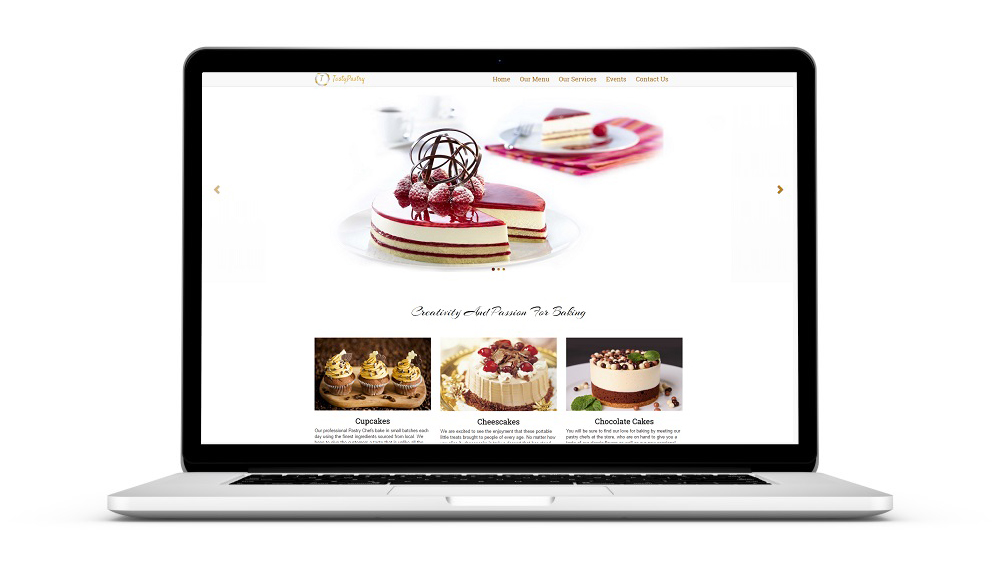 T TastyPastry
Home Our Menu Our Services Events Contact Us
Creativity And Passion For Baking
Cupcakes
Our professional Pastry Chefs bake in small batches each
day using the finest ingredients sourced from local. We
Cheescakes
We are excited to see the enjoyment that these portable
little treats brought to people of every age. No matter how
Chocolate Cakes
You will be sure to find our love for baking by meeting our
pastry chefs at the store, who are on hand to give you a